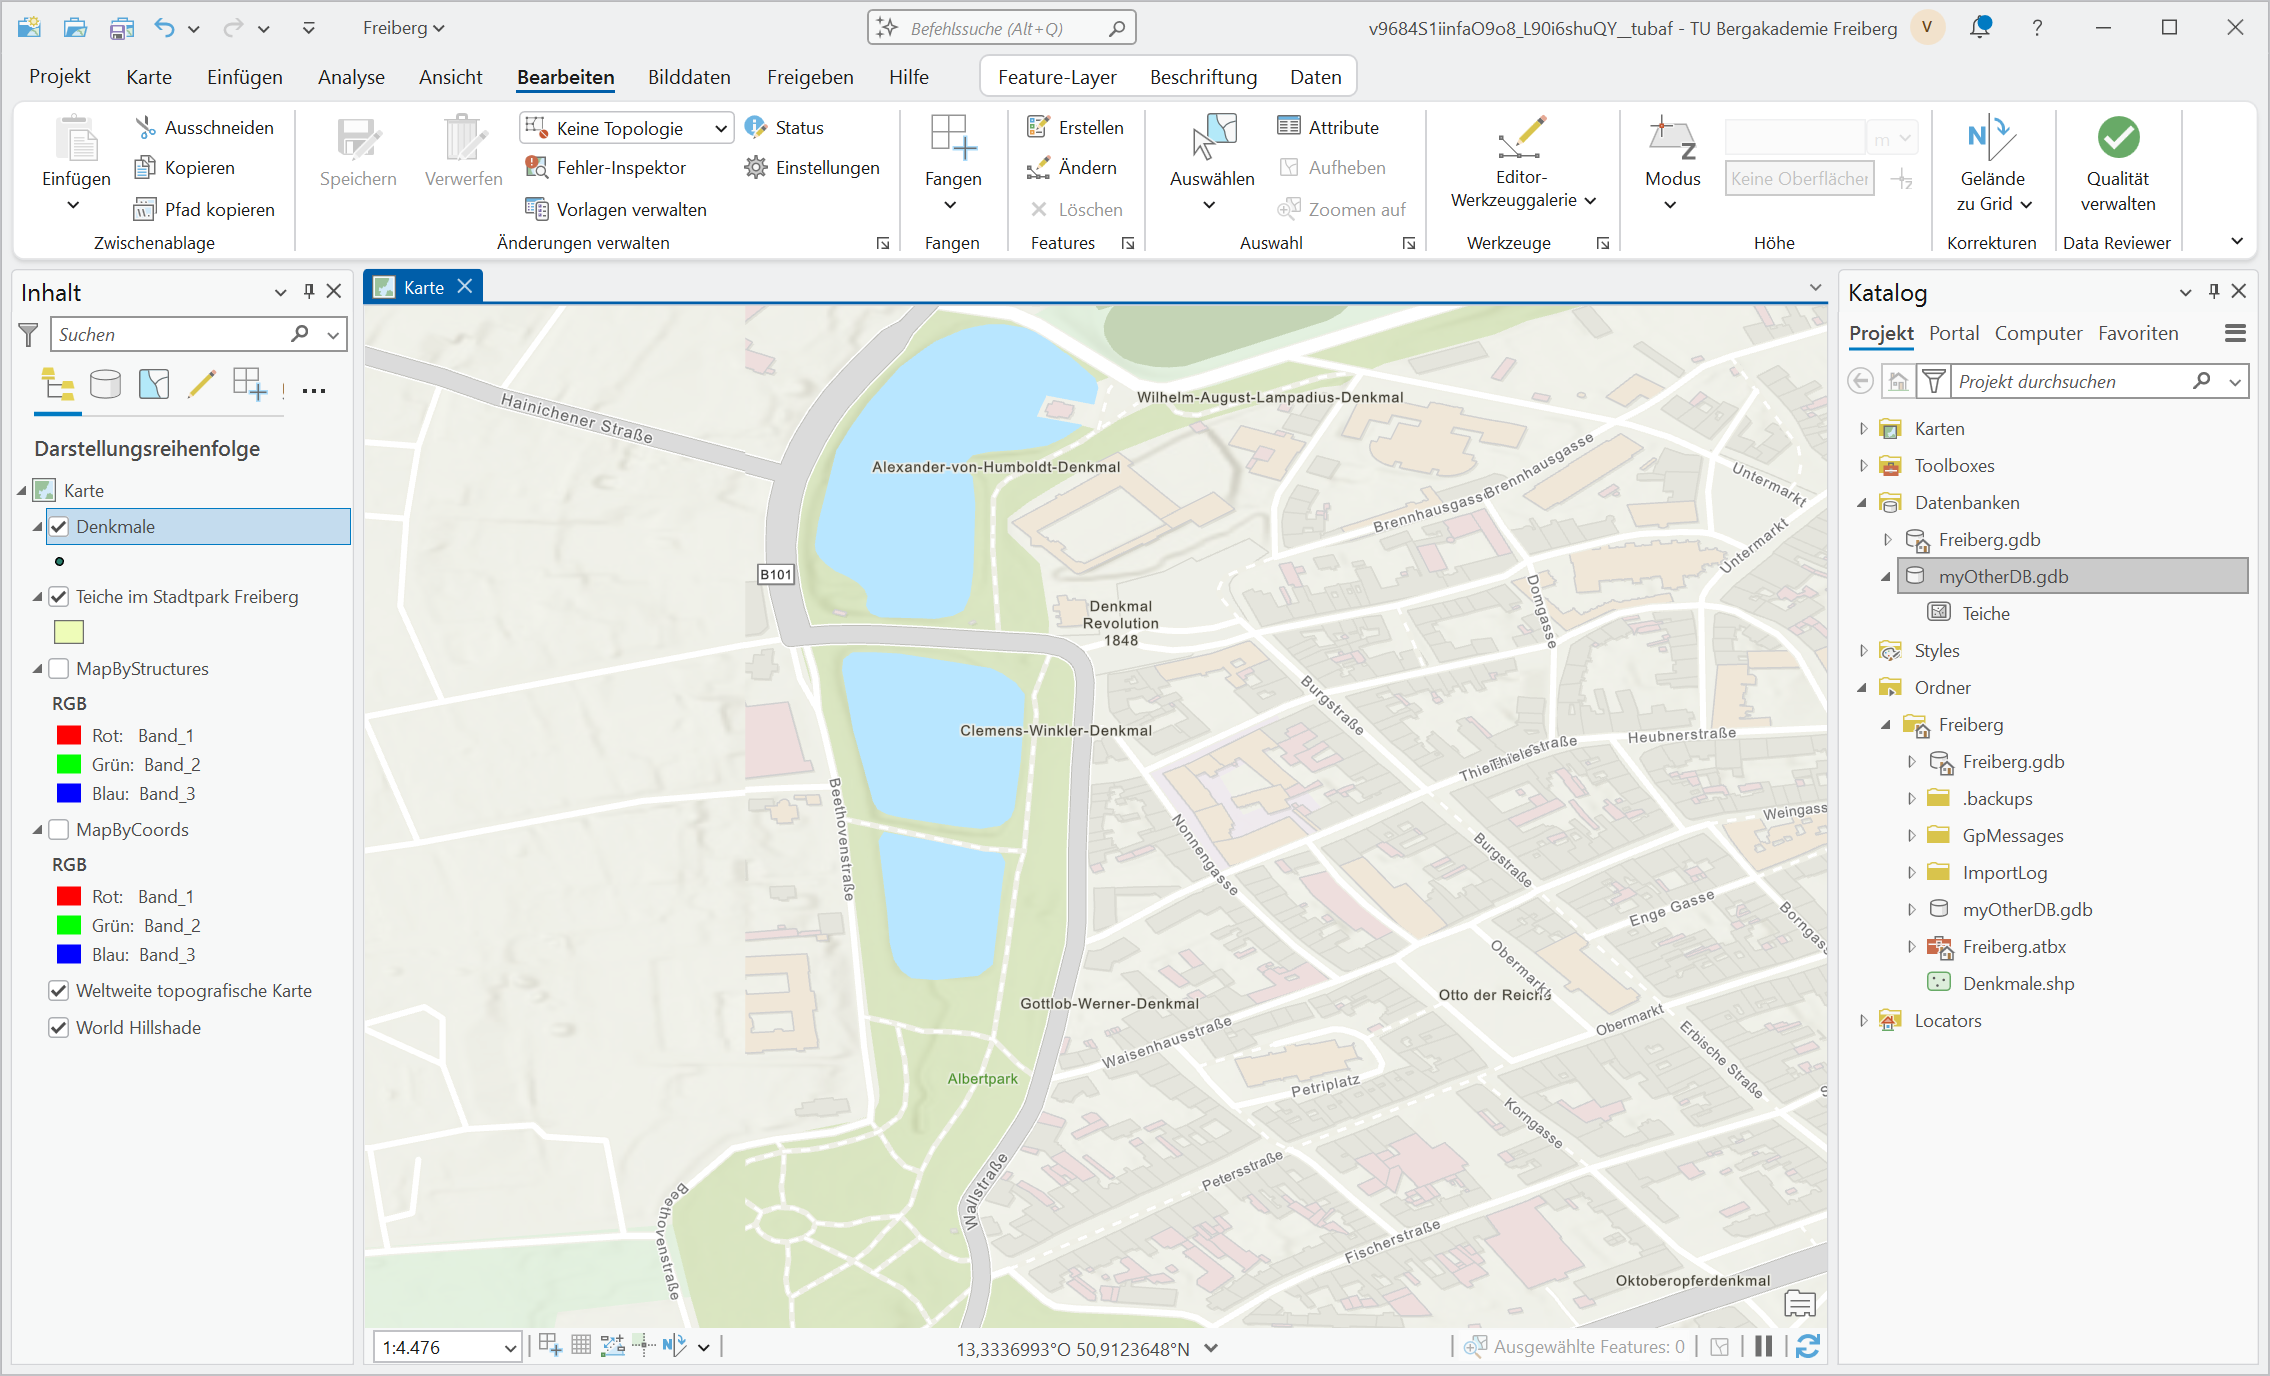 Freiberg
Befehlssuche (Alt+Q)
v9684S1iinfaO9o8_L90i6shuQY__tubaf - TU Bergakademie Freiberg
V
?
Projekt
Karte
Einfügen
Analyse
Ansicht
Bearbeiten
Bilddaten
Freigeben
Hilfe
Feature-Layer
Beschriftung
Daten
Einfügen
Ausschneiden
Kopieren
Pfad kopieren
Zwischenablage
Speichern
Verwerfen
Keine Topologie
Fehler-Inspektor
Vorlagen verwalten
Status
Einstellungen
Änderungen verwalten
Fangen
Fangen
Erstellen
Ändern
Löschen
Features
Auswählen
Attribute
Aufheben
Zoomen auf
Auswahl
Editor-
Werkzeuggalerie
Werkzeuge
Modus
m
Keine Oberflächen
Höhe
Gelände
zu Grid
Korrekturen
Qualität
verwalten
Data Reviewer
Inhalt
Suchen
Darstellungsreihenfolge
Karte
Denkmale
Teiche im Stadtpark Freiberg
MapByStructures
RGB
Rot: Band_1
Grün: Band_2
Blau: Band_3
MapByCoords
RGB
Rot: Band_1
Grün: Band_2
Blau: Band_3
Weltweite topografische Karte
World Hillshade
Karte
Hainichener Straße
Wilhelm-August-Lampadius-Denkmal
Alexander-von-Humboldt-Denkmal
Brennhausgasse
Brennhausgasse
Untermarkt
Untermarkt
B101
Denkmal
Revolution
1848
Domgasse
Burgstraße
Clemens-Winkler-Denkmal
Thiele
Thielestraße
Heubnerstraße
Beethovenstraße
Nonnengasse
Burgstraße
Weingass
Enge Gasse
Borngass
Obermarkt
Otto der Reiche
Gottlob-Werner-Denkmal
Waisenhausstraße
Obermarkt
Erbische Straße
Albertpark
Petriplatz
Korngasse
Petersstraße
Wallstraße
Beethovenstraße
Fischerstraße
Oktoberopferdenkmal
1:4.476
13,3336993°O 50,9123648°N
Ausgewählte Features: 0
Katalog
Projekt
Portal
Computer
Favoriten
Projekt durchsuchen
Karten
Toolboxes
Datenbanken
Freiberg.gdb
myOtherDB.gdb
Teiche
Styles
Ordner
Freiberg
Freiberg.gdb
.backups
GpMessages
ImportLog
myOtherDB.gdb
Freiberg.atbx
Denkmale.shp
Locators